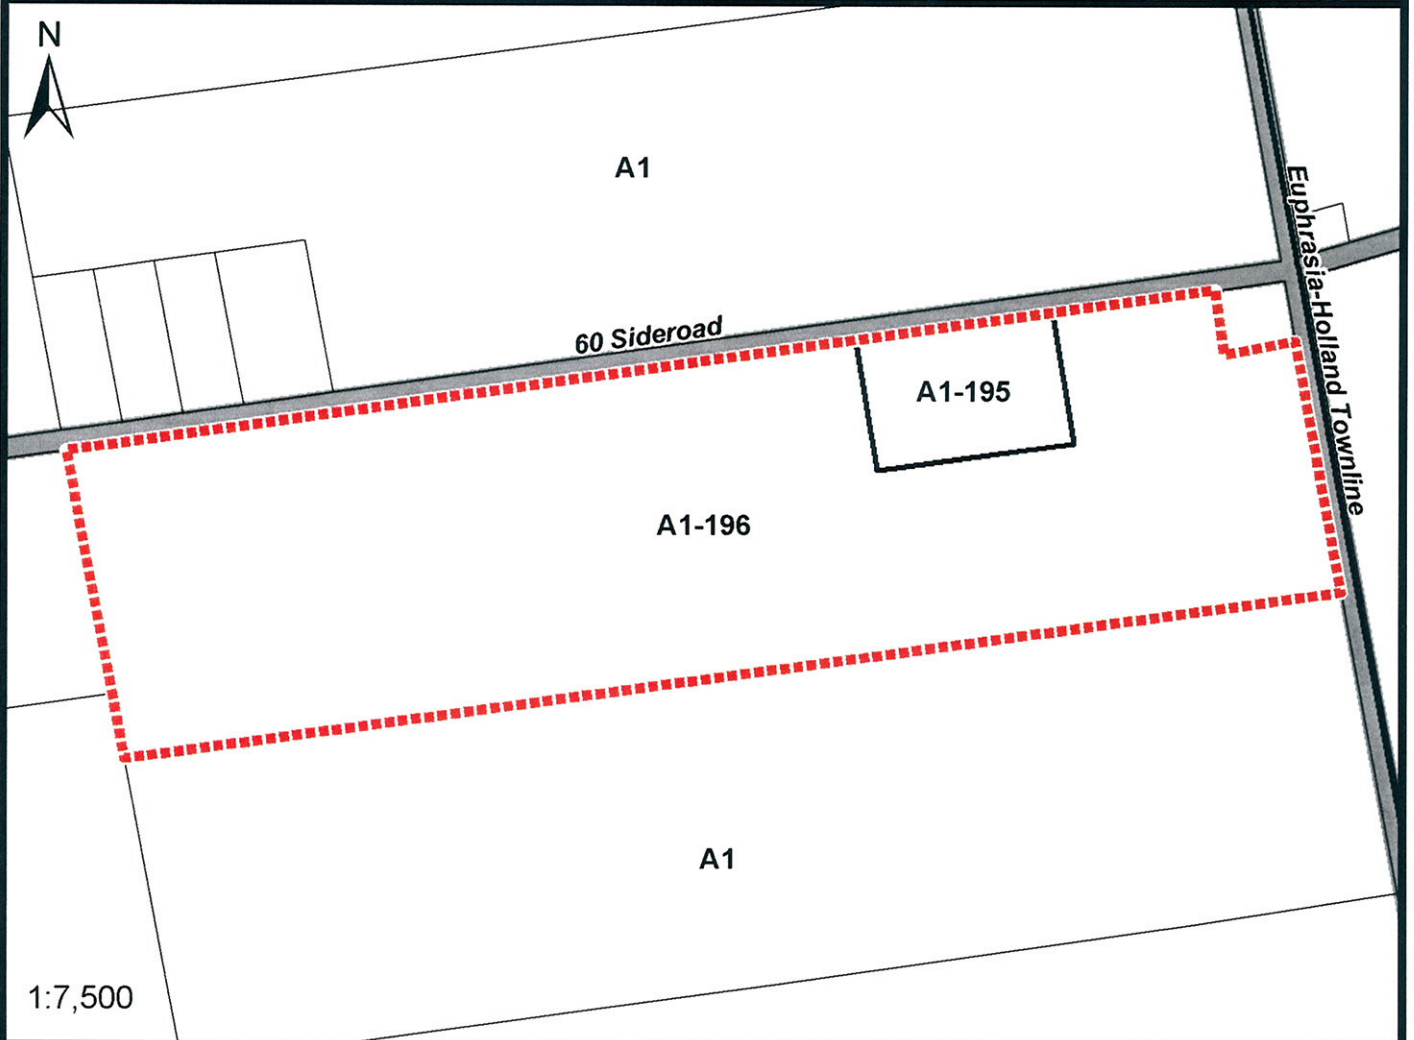 N
A1
Euphrasia-Holland Townline
60 Sideroad
A1-195
A1-196
A1
1:7,500